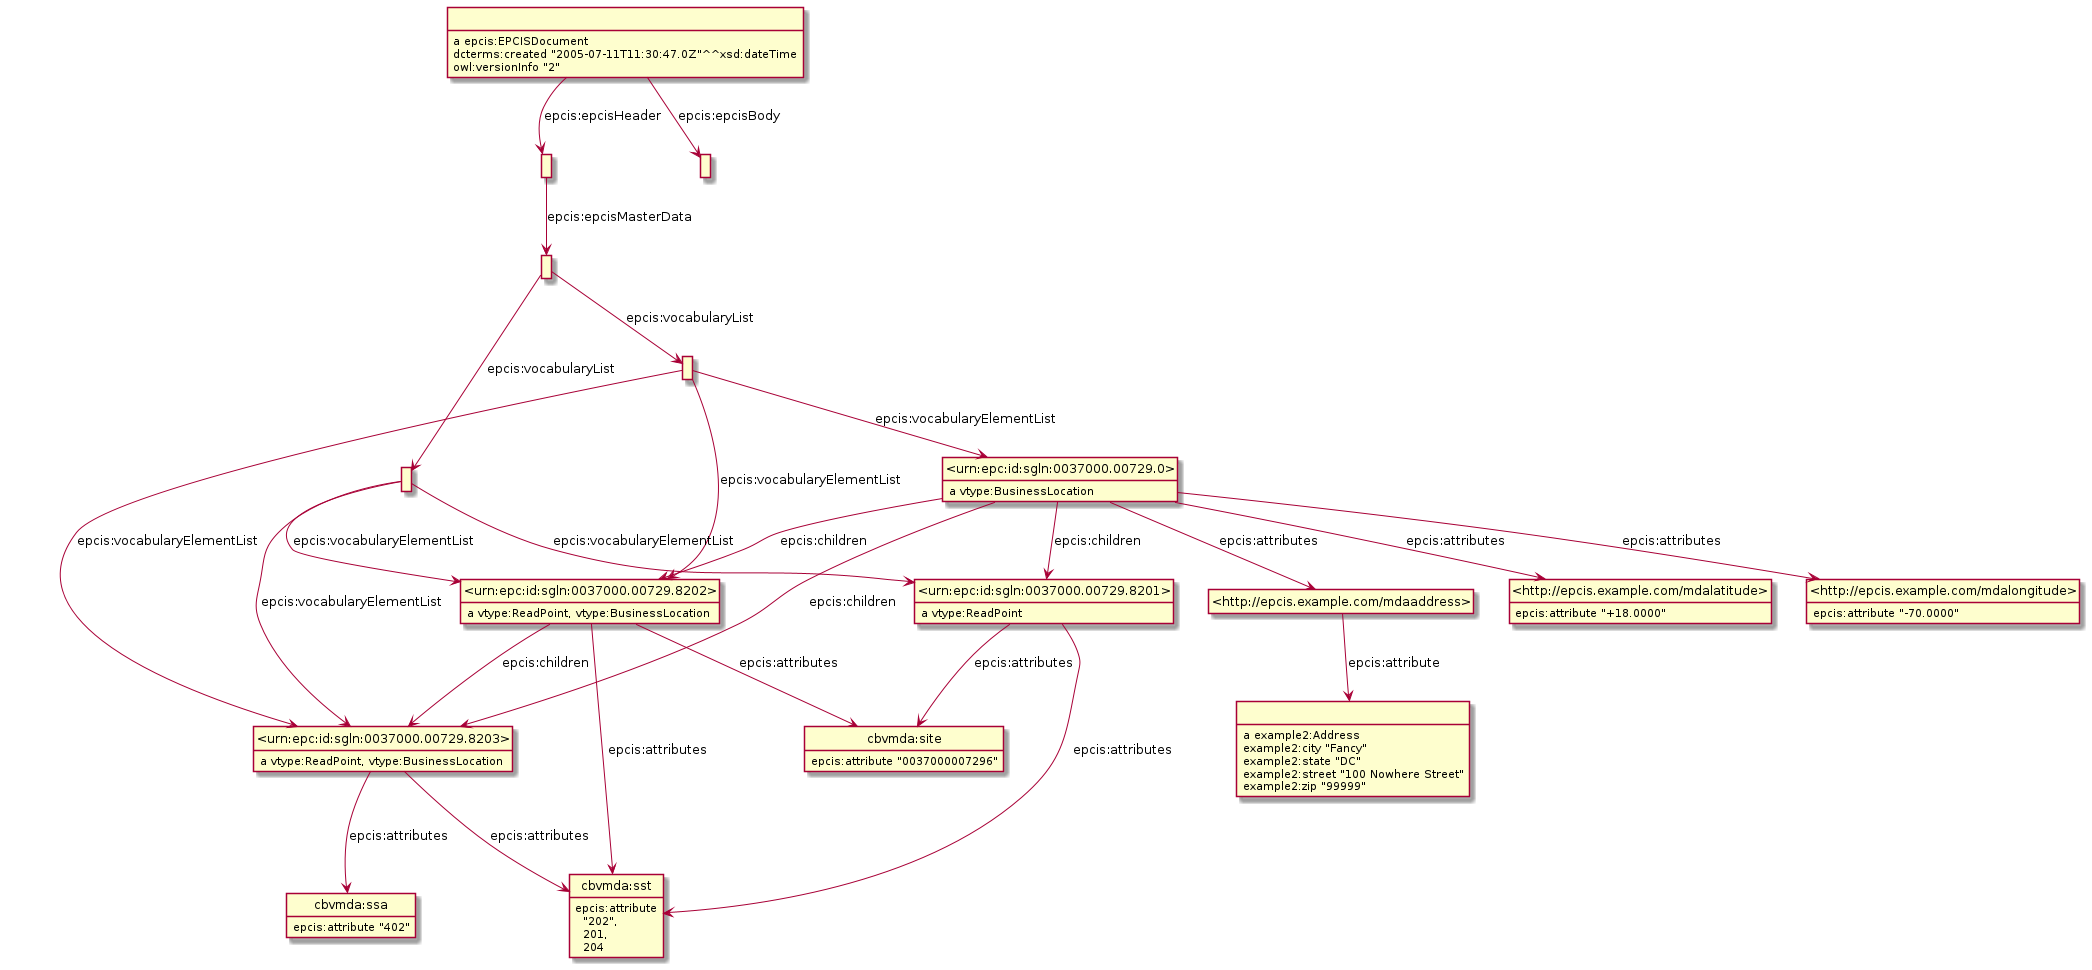 a epcis:EPCISDocument
dcterms:created "2005-07-11T11:30:47.0Z"^^xsd:dateTime
owl:versionInfo "2"
epcis:epcisHeader
epcis:epcisBody
epcis:epcisMasterData
epcis:vocabularyList
epcis:vocabularyList
epcis:vocabularyElementList
<urn:epc:id:sgln:0037000.00729.0>
a vtype:BusinessLocation
epcis:vocabularyElementList
epcis:vocabularyElementList
epcis:vocabularyElementList
epcis:vocabularyElementList
epcis:children
epcis:children
epcis:attributes
epcis:attributes
epcis:attributes
epcis:vocabularyElementList
<urn:epc:id:sgln:0037000.00729.8202>
a vtype:ReadPoint, vtype:BusinessLocation
epcis:children
<urn:epc:id:sgln:0037000.00729.8201>
a vtype:ReadPoint
<http://epcis.example.com/mdaaddress>
<http://epcis.example.com/mdalatitude>
epcis:attribute "+18.0000"
<http://epcis.example.com/mdalongitude>
epcis:attribute "-70.0000"
epcis:children
epcis:attributes
epcis:attributes
epcis:attribute
<urn:epc:id:sgln:0037000.00729.8203>
a vtype:ReadPoint, vtype:BusinessLocation
epcis:attributes
cbvmda:site
epcis:attribute "0037000007296"
epcis:attributes
a example2:Address
example2:city "Fancy"
example2:state "DC"
example2:street "100 Nowhere Street"
example2:zip "99999"
epcis:attributes
epcis:attributes
cbvmda:ssa
epcis:attribute "402"
cbvmda:sst
epcis:attribute
"202",
201,
204